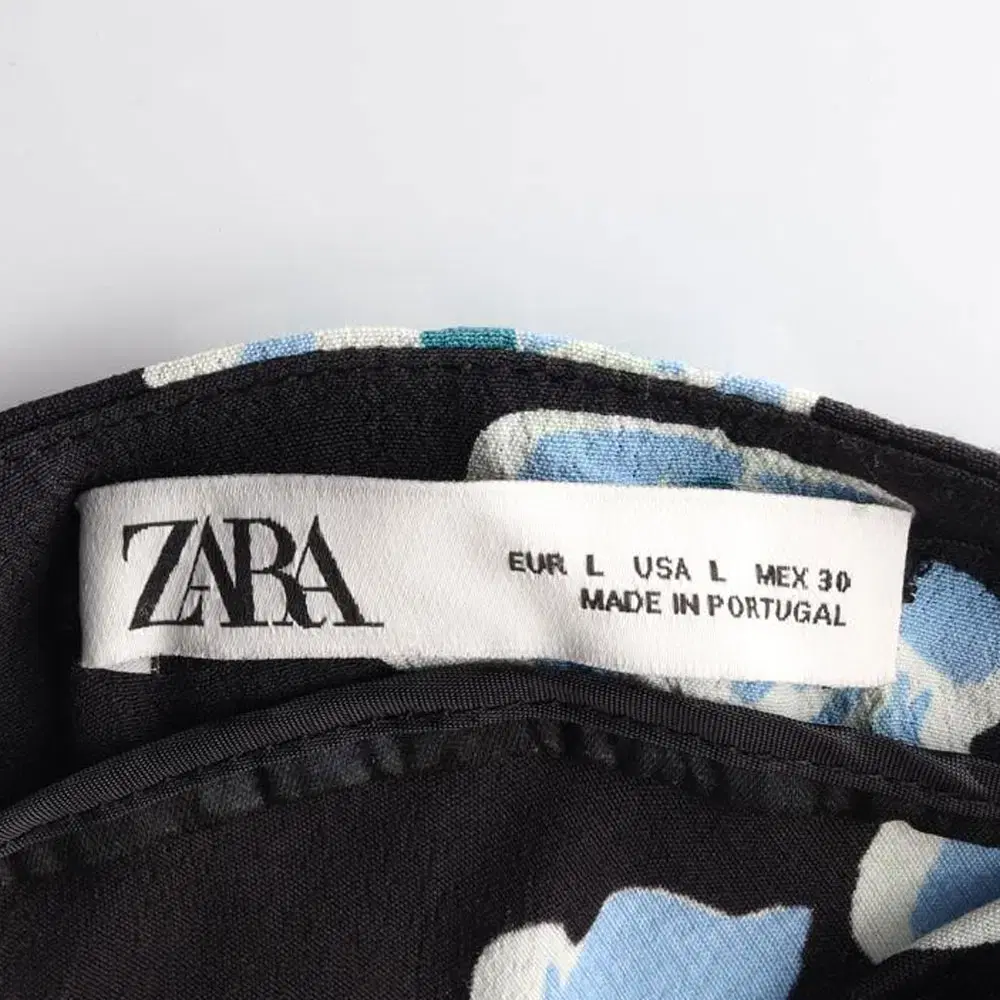 ZARA
EUR L USA L MEX 30
MADE IN PORTUGAL